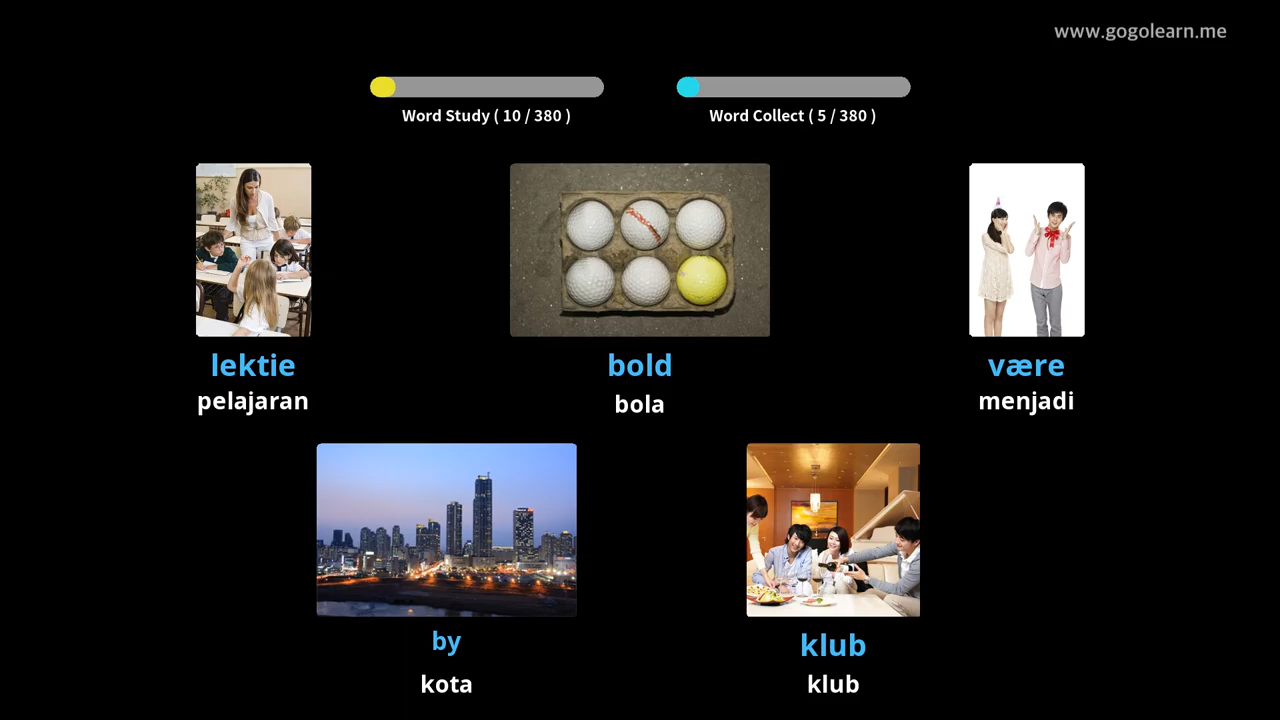 www.gogolearn.me
Word Study ( 10 / 380 )
Word Collect ( 5 / 380 )
lektie
pelajaran
bold
bola
være
menjadi
by
kota
klub
klub